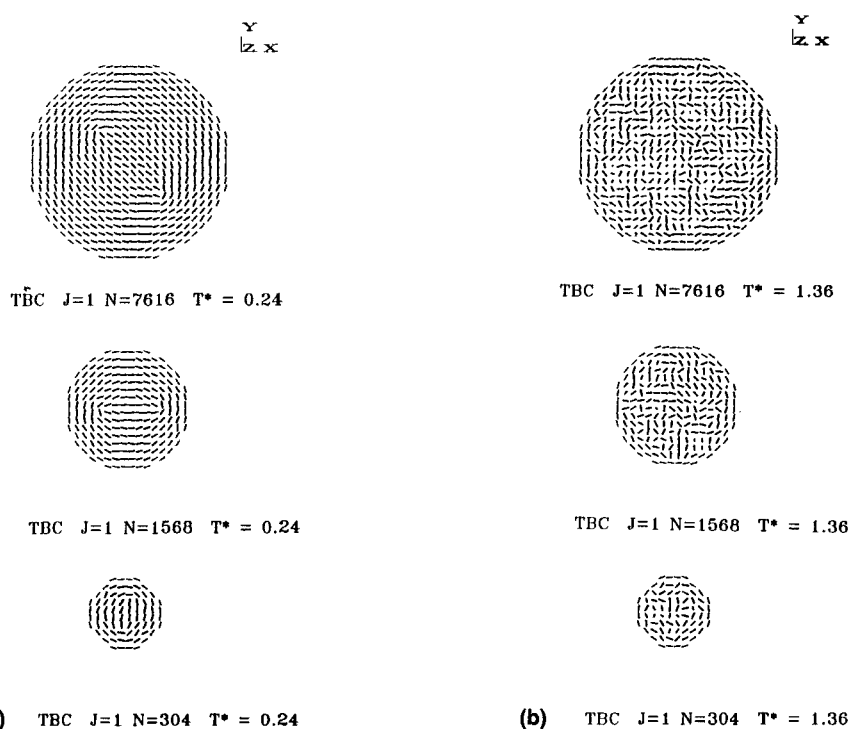 Y
Z X
Y
Z X
TBC J=1 N=7616 T* = 0.24
TBC J=1 N=7616 T* = 1.36
TBC J=1 N=1568 T* = 0.24
TBC J=1 N=1568 T* = 1.36
) TBC J=1 N=304 T* = 0.24
(b) TBC J=1 N=304 T* = 1.36